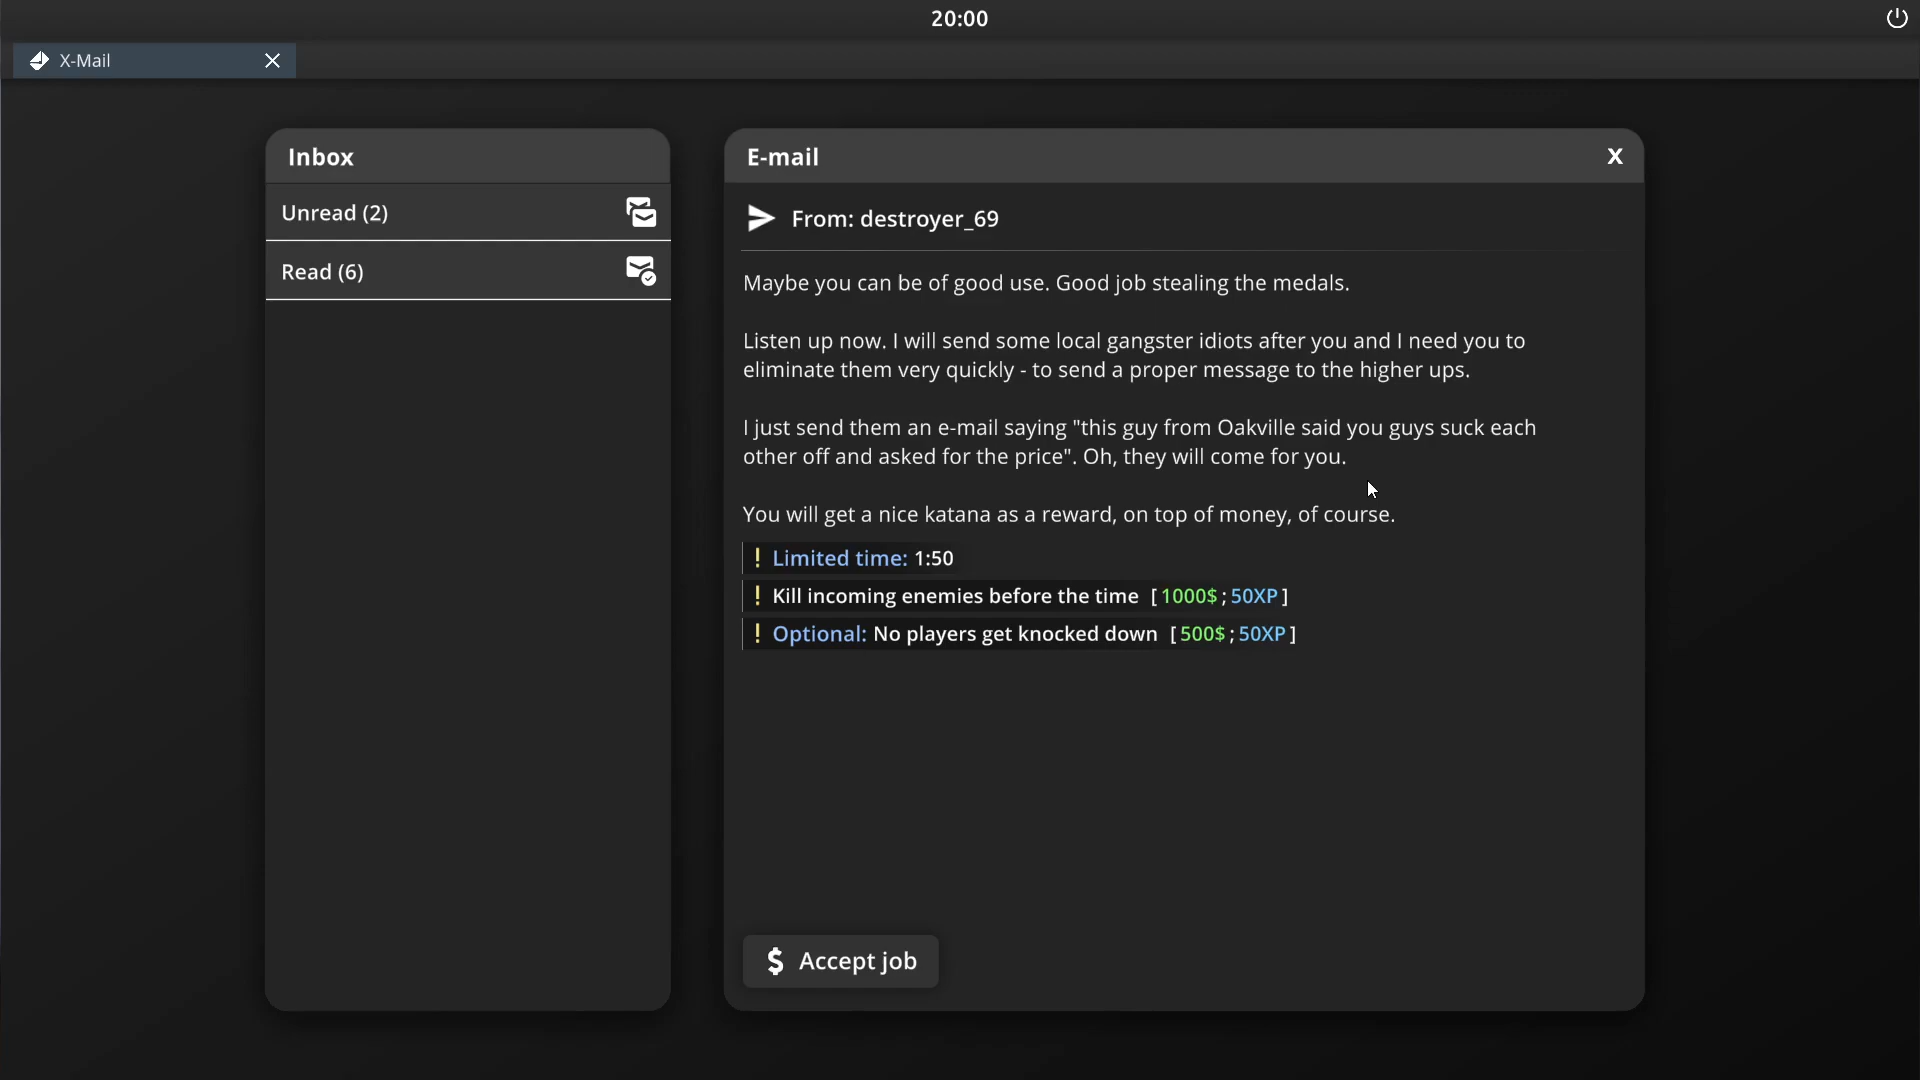 20:00
X-Mail
Inbox
Unread (2)
Read (6)
E-mail
X
From: destroyer_69
Maybe you can be of good use. Good job stealing the medals.
Listen up now. I will send some local gangster idiots after you and I need you to
eliminate them very quickly - to send a proper message to the higher ups.
I just send them an e-mail saying "this guy from Oakville said you guys suck each
other off and asked for the price". Oh, they will come for you.
You will get a nice katana as a reward, on top of money, of course.
! Limited time: 1:50
! Kill incoming enemies before the time [1000$;50XP]
! Optional: No players get knocked down [500$;50XP]
$ Accept job